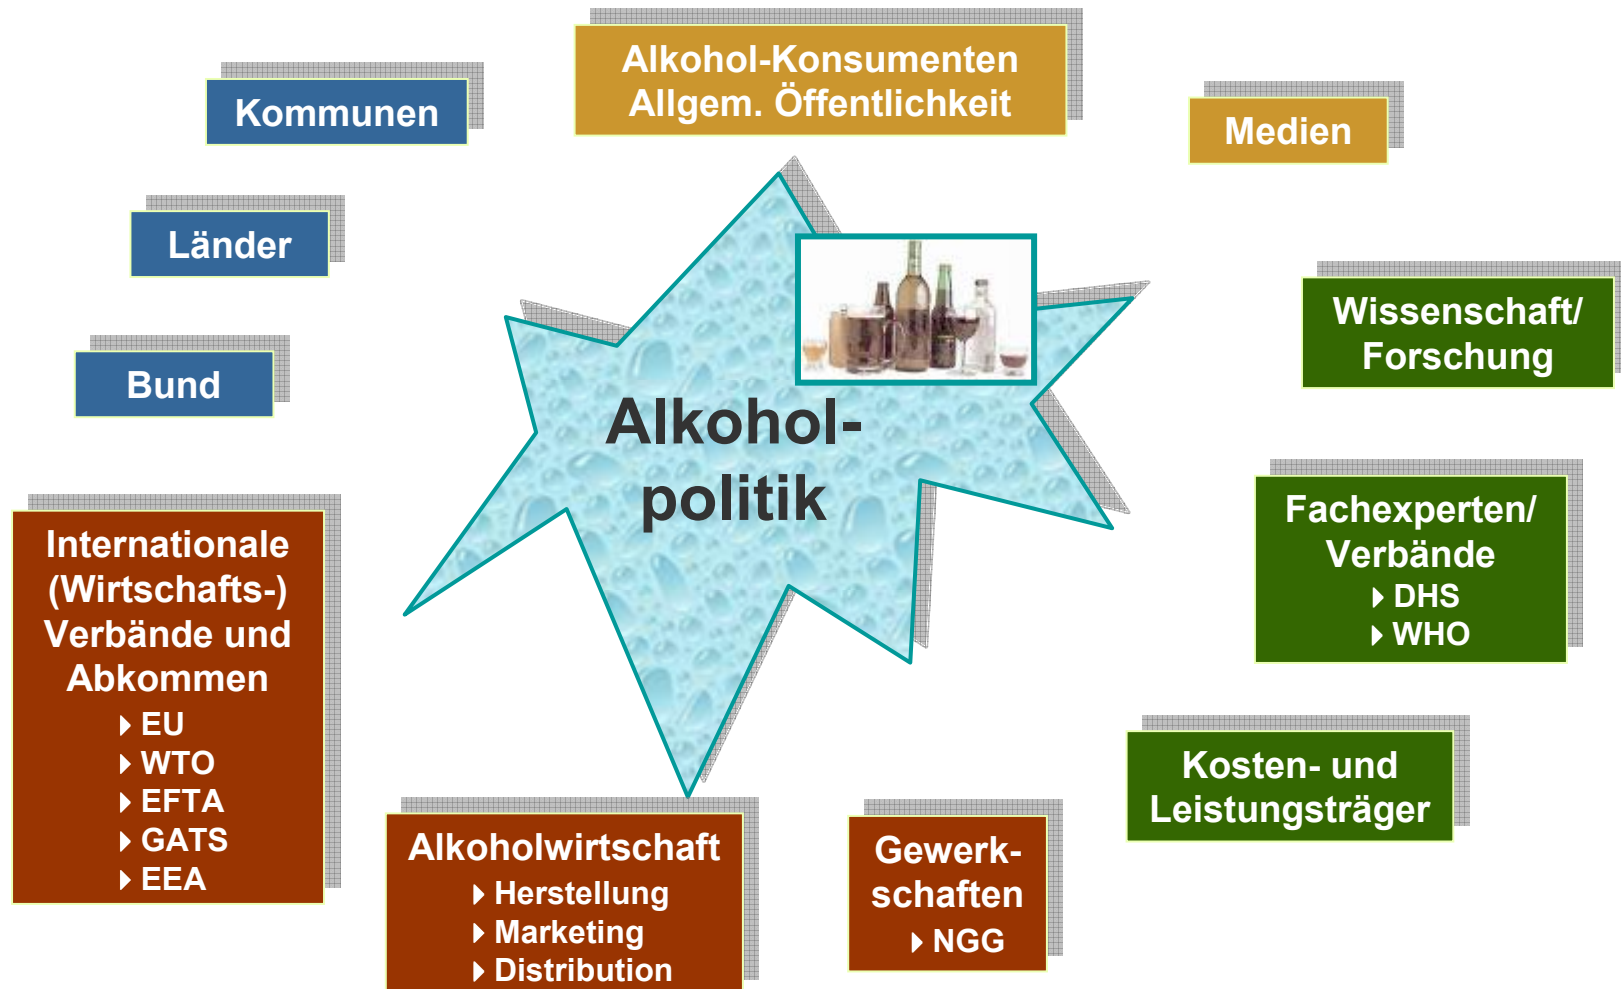 Alkohol-Konsumenten
Allgem. Öffentlichkeit
Kommunen
Medien
Länder
Wissenschaft/
Forschung
Bund
Alkohol-
politik
Fachexperten/
Verbände
DHS
WHO
Internationale
(Wirtschafts-)
Verbände und
Abkommen
EU
WTO
EFTA
GATS
EEA
Kosten- und
Leistungsträger
Alkoholwirtschaft
Herstellung
Marketing
Distribution
Gewerk-
schaften
NGG